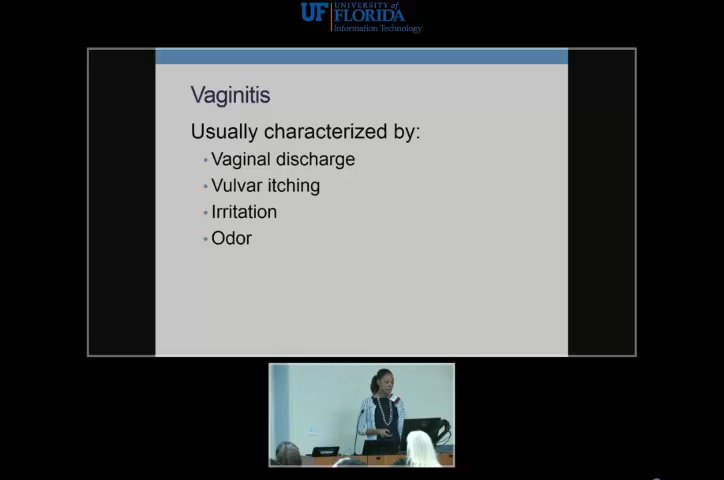 UF UNIVERSITY of
FLORIDA
Information Technology
Vaginitis
Usually characterized by:
• Vaginal discharge
• Vulvar itching
• Irritation
• Odor